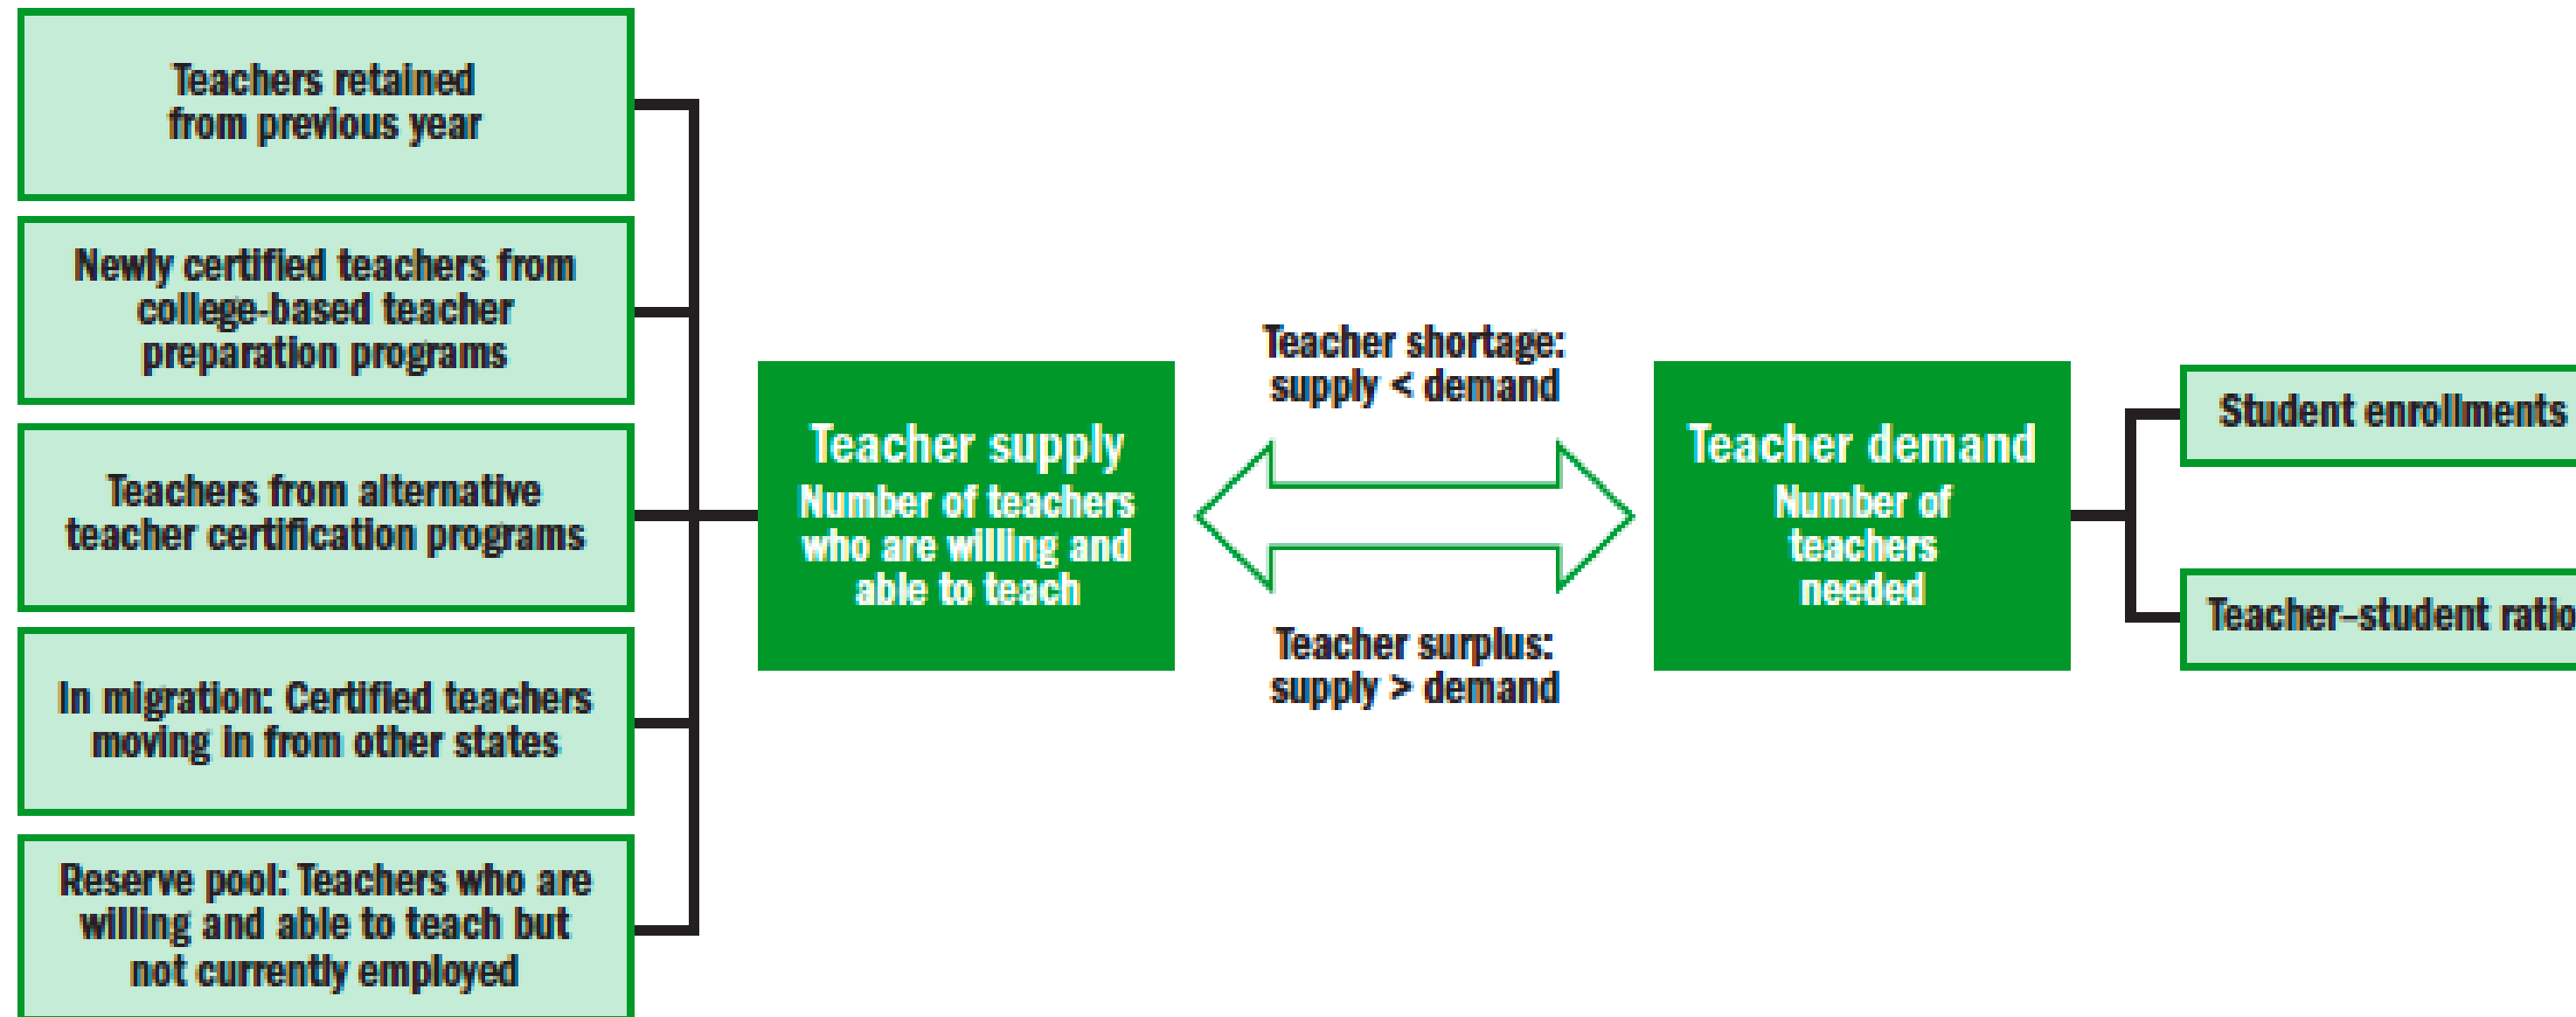 Teachers retained
from previous year
Newly certified teachers from
college-based teacher
preparation programs
Teachers from alternative
teacher certification programs
In migration: Certified teachers
moving in from other states
Reserve pool: Teachers who are
willing and able to teach but
not currently employed
Teacher supply
Number of teachers
who are willing and
able to teach
Teacher shortage:
supply < demand
Teacher surplus:
supply > demand
Teacher demand
Number of
teachers
needed
Student enrollments
Teacher–student ratio